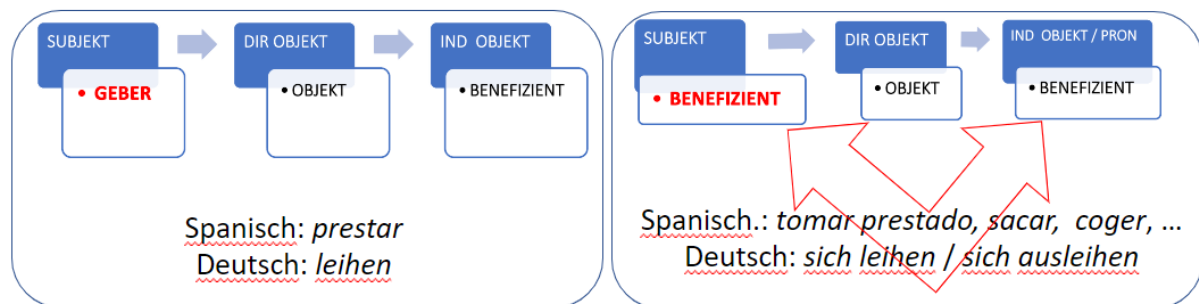 SUBJEKT
• GEBER
DIR OBJEKT
• OBJEKT
IND OBJEKT
• BENEFIZIENT
Spanisch: prestar
Deutsch: leihen
SUBJEKT
• BENEFIZIENT
DIR OBJEKT
• OBJEKT
IND OBJEKT / PRON
• BENEFIZIENT
Spanisch.: tomar prestado, sacar, coger, ...
Deutsch: sich leihen / sich ausleihen